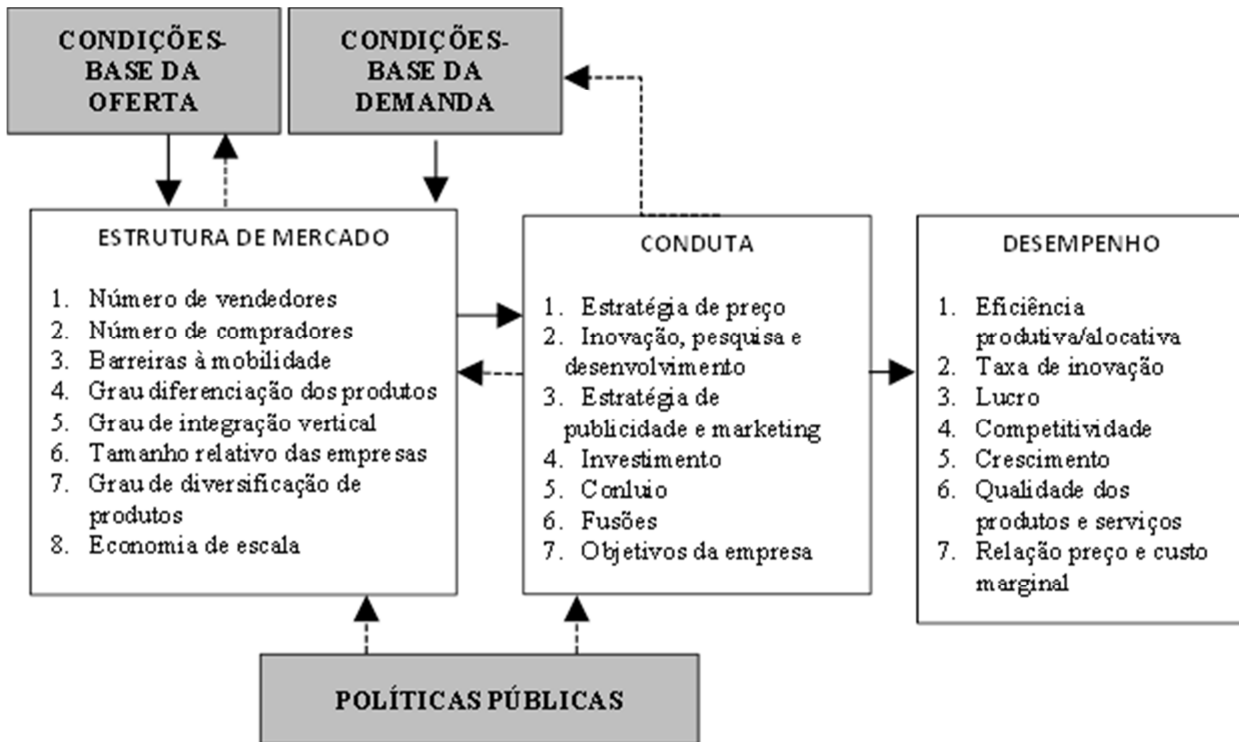 CONDIÇÕES-
BASE DA
OFERTA
CONDIÇÕES-
BASE DA
DEMANDA
ESTRUTURA DE MERCADO
1. Número de vendedores
2. Número de compradores
3. Barreiras à mobilidade
4. Grau diferenciação dos produtos
5. Grau de integração vertical
6. Tamanho relativo das empresas
7. Grau de diversificação de
produtos
8. Economia de escala
CONDUTA
1. Estratégia de preço
2. Inovação, pesquisa e
desenvolvimento
3. Estratégia de
publicidade e marketing
4. Investimento
5. Conluio
6. Fusões
7. Objetivos da empresa
DESEMPENHO
1. Eficiência
produtiva/alocativa
2. Taxa de inovação
3. Lucro
4. Competitividade
5. Crescimento
6. Qualidade dos
produtos e serviços
7. Relação preço e custo
marginal
POLÍTICAS PÚBLICAS